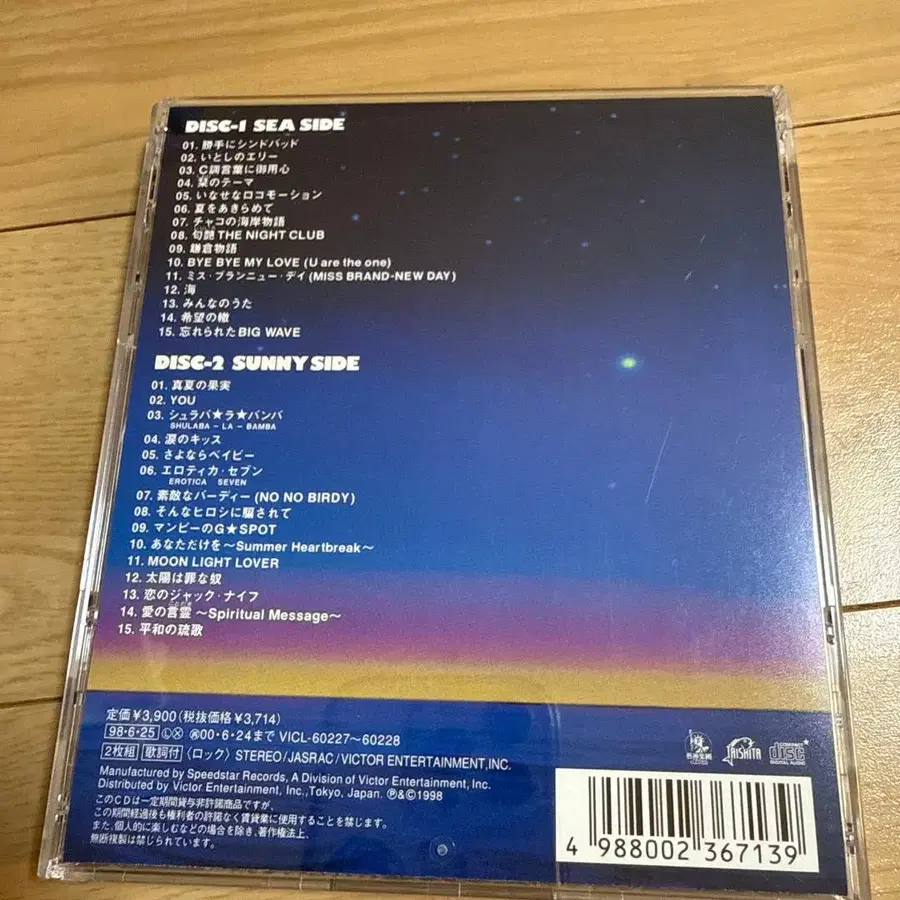 DISC-1 SEA SIDE
01. 勝手にシンドバッド
02. いとしのエリー
03. C調言葉に御用心
04. 栞のテーマ
05. いなせなロコモーション
06. 夏をあきらめて
07. チャコの海岸物語
08. 匂艶 THE NIGHT CLUB
09. 鎌倉物語
10. BYE BYE MY LOVE (U are the one)
11. ミス・ブランニュー・デイ (MISS BRAND-NEW DAY)
12. 海
13. みんなのうた
14. 希望の轍
15. 忘れられた BIG WAVE
DISC-2 SUNNY SIDE
01. 真夏の果実
02. YOU
03. シュラバ★ラ★バンバ
SHULABA - LA - BAMBA
04. 涙のキッス
05. さよならベイビー
06. エロティカ・セブン
EROTICA SEVEN
07. 素敵なバーディー (NO NO BIRDY)
08. そんなヒロシに騙されて
09. マンピーのG★SPOT
10. あなただけを 〜Summer Heartbreak〜
11. MOON LIGHT LOVER
12. 太陽は罪な奴
13. 恋のジャック・ナイフ
14. 愛の言霊 〜Spiritual Message〜
15. 平和の琉歌
定価¥3,900(税抜価格¥3,714)
98・6・25 Ⓛ Ⓧ 00・6・24まで VICL-60227〜60228
2枚組 歌詞付 〈ロック〉 STEREO/JASRAC/VICTOR ENTERTAINMENT, INC.
Manufactured by Speedstar Records, A Division of Victor Entertainment, Inc.
Distributed by Victor Entertainment, Inc., Tokyo, Japan. Ⓟ&© 1998
このCDは一定期間貸与非許諾商品ですが、
この期間経過後も権利者の許諾なく賃貸業に使用することを禁じます。
また、個人的に楽しむなどの場合を除き、著作権法上、
無断複製は禁じられています。
TAISHITA
COMPACT disc DIGITAL AUDIO
4 988002 367139